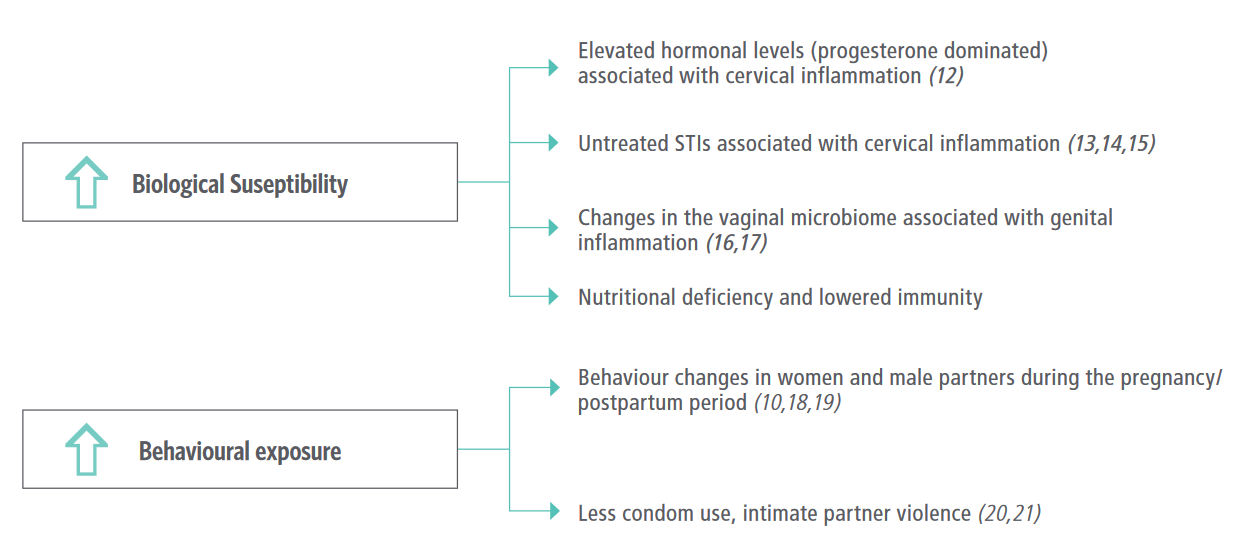 Elevated hormonal levels (progesterone dominated)
associated with cervical inflammation (12)
Untreated STIs associated with cervical inflammation (13,14,15)
Biological Suseptibility
Changes in the vaginal microbiome associated with genital
inflammation (16,17)
Nutritional deficiency and lowered immunity
Behaviour changes in women and male partners during the pregnancy/
postpartum period (10,18,19)
Behavioural exposure
Less condom use, intimate partner violence (20,21)